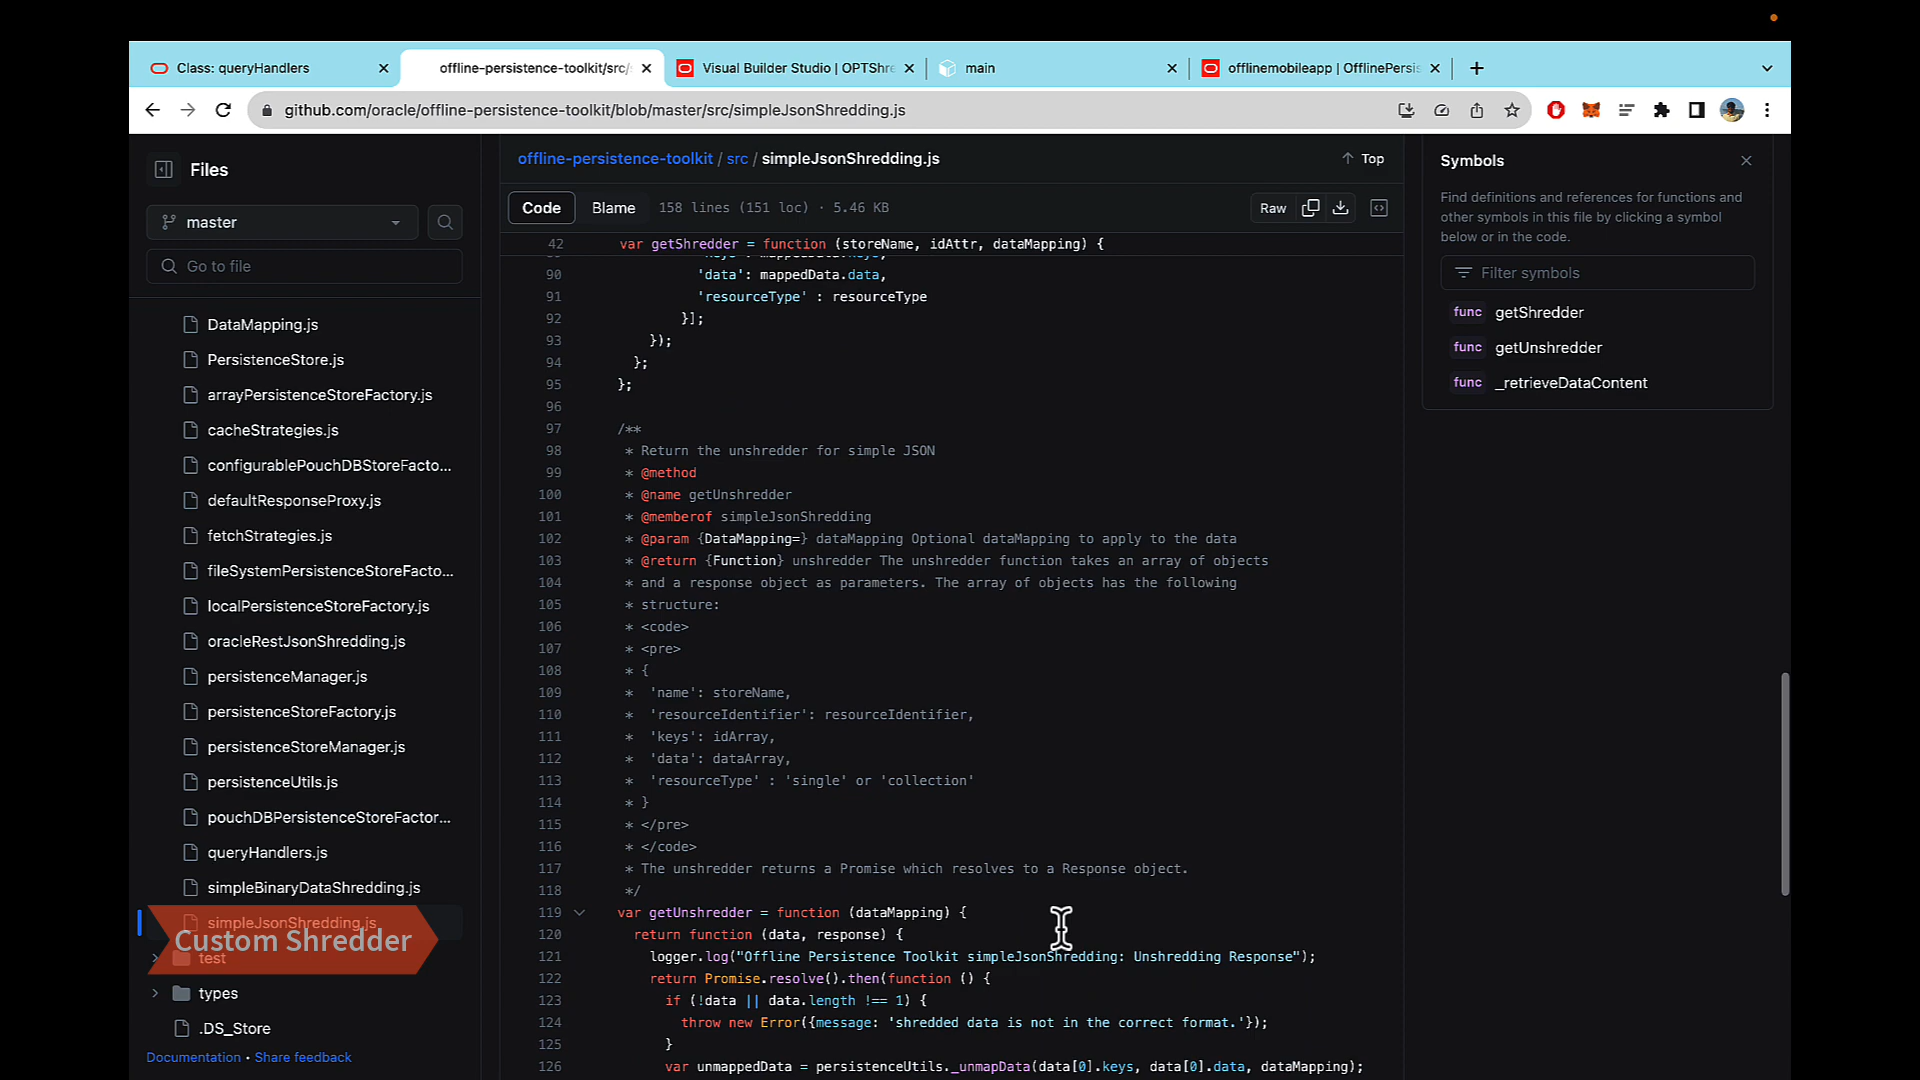 Class: queryHandlers
offline-persistence-toolkit/src/
Visual Builder Studio | OPTShre
main
offlinemobileapp | OfflinePersis
github.com/oracle/offline-persistence-toolkit/blob/master/src/simpleJsonShredding.js
Files
master
Go to file
DataMapping.js
PersistenceStore.js
arrayPersistenceStoreFactory.js
cacheStrategies.js
configurablePouchDBStoreFacto...
defaultResponseProxy.js
fetchStrategies.js
fileSystemPersistenceStoreFacto...
localPersistenceStoreFactory.js
oracleRestJsonShredding.js
persistenceManager.js
persistenceStoreFactory.js
persistenceStoreManager.js
persistenceUtils.js
pouchDBPersistenceStoreFactor...
queryHandlers.js
simpleBinaryDataShredding.js
simpleJsonShredding.js
Custom Shredder
test
types
.DS_Store
Documentation • Share feedback
offline-persistence-toolkit / src / simpleJsonShredding.js
Top
Code Blame 158 lines (151 loc) · 5.46 KB
Raw
42 var getShredder = function (storeName, idAttr, dataMapping) {
90 'data': mappedData.data,
91 'resourceType' : resourceType
92 }];
93 });
94 };
95 };
96
97 /**
98 * Return the unshredder for simple JSON
99 * @method
100 * @name getUnshredder
101 * @memberof simpleJsonShredding
102 * @param {DataMapping=} dataMapping Optional dataMapping to apply to the data
103 * @return {Function} unshredder The unshredder function takes an array of objects
104 * and a response object as parameters. The array of objects has the following
105 * structure:
106 * <code>
107 * <pre>
108 * {
109 * 'name': storeName,
110 * 'resourceIdentifier': resourceIdentifier,
111 * 'keys': idArray,
112 * 'data': dataArray,
113 * 'resourceType' : 'single' or 'collection'
114 * }
115 * </pre>
116 * </code>
117 * The unshredder returns a Promise which resolves to a Response object.
118 */
119 var getUnshredder = function (dataMapping) {
120 return function (data, response) {
121 logger.log("Offline Persistence Toolkit simpleJsonShredding: Unshredding Response");
122 return Promise.resolve().then(function () {
123 if (!data || data.length !== 1) {
124 throw new Error({message: 'shredded data is not in the correct format.'});
125 }
126 var unmappedData = persistenceUtils._unmapData(data[0].keys, data[0].data, dataMapping);
Symbols
Find definitions and references for functions and
other symbols in this file by clicking a symbol
below or in the code.
Filter symbols
func getShredder
func getUnshredder
func _retrieveDataContent